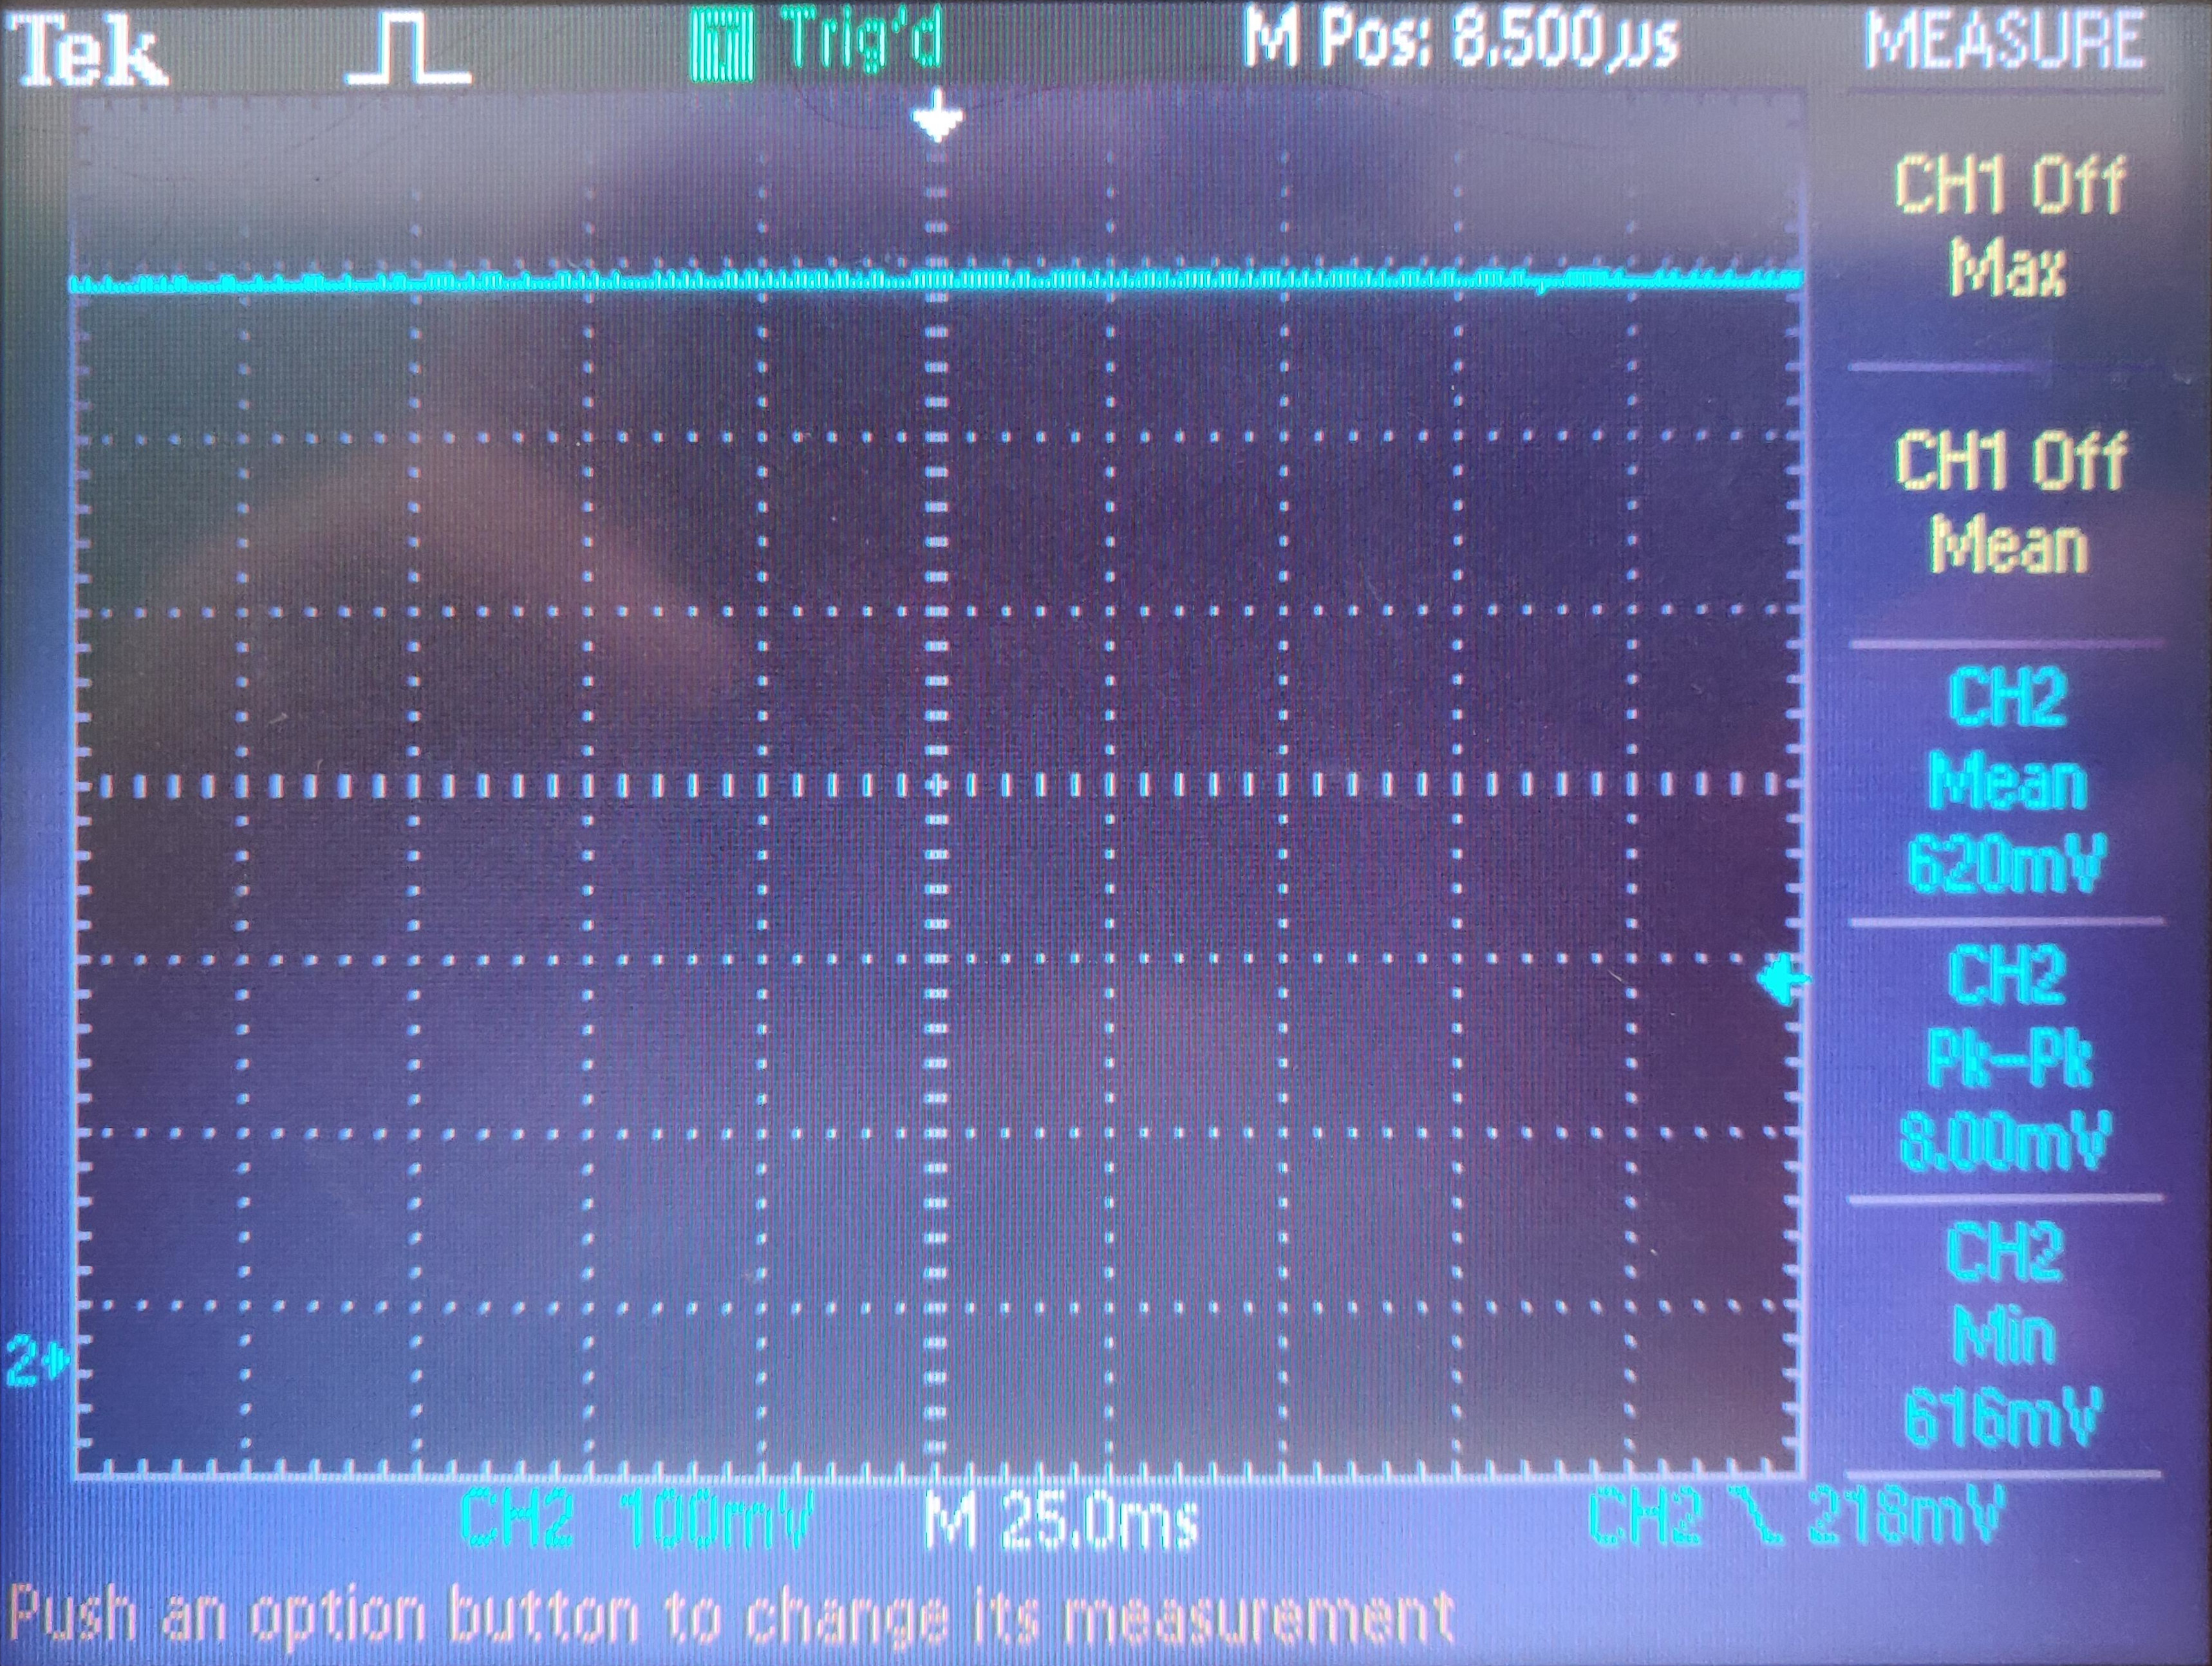 Tek Trig'd M Pos: 8.500µs MEASURE
CH1 Off
Max
CH1 Off
Mean
CH2
Mean
620mV
CH2
Pk-Pk
8.00mV
CH2
Min
616mV
2
CH2 100mV M 25.0ms CH2 218mV
Push an option button to change its measurement